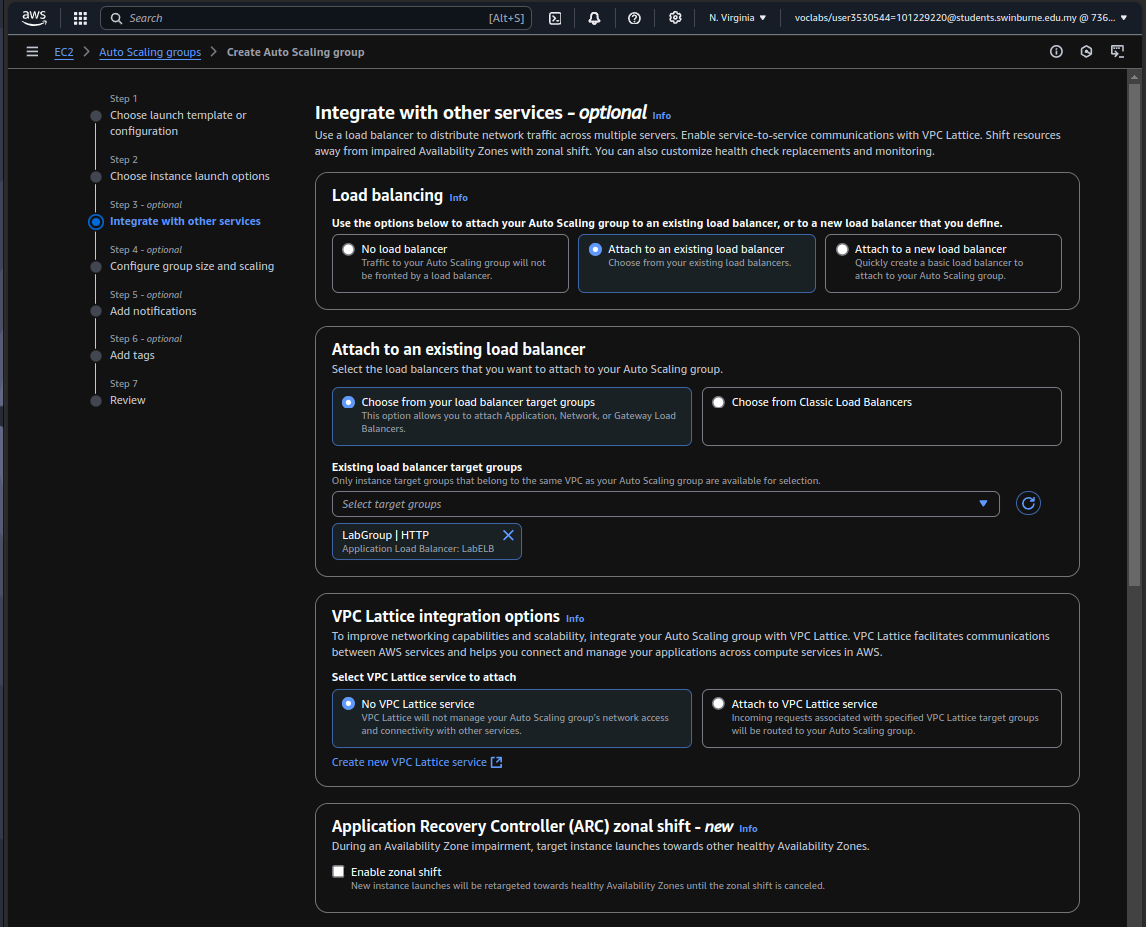 aws
Search [Alt+S]
N. Virginia
voclabs/user3530544=101229220@students.swinburne.edu.my @ 736...
EC2 > Auto Scaling groups > Create Auto Scaling group
Step 1
Choose launch template or
configuration
Step 2
Choose instance launch options
Step 3 - optional
Integrate with other services
Step 4 - optional
Configure group size and scaling
Step 5 - optional
Add notifications
Step 6 - optional
Add tags
Step 7
Review
Integrate with other services - optional Info
Use a load balancer to distribute network traffic across multiple servers. Enable service-to-service communications with VPC Lattice. Shift resources
away from impaired Availability Zones with zonal shift. You can also customize health check replacements and monitoring.
Load balancing Info
Use the options below to attach your Auto Scaling group to an existing load balancer, or to a new load balancer that you define.
No load balancer
Traffic to your Auto Scaling group will not
be fronted by a load balancer.
Attach to an existing load balancer
Choose from your existing load balancers.
Attach to a new load balancer
Quickly create a basic load balancer to
attach to your Auto Scaling group.
Attach to an existing load balancer
Select the load balancers that you want to attach to your Auto Scaling group.
Choose from your load balancer target groups
This option allows you to attach Application, Network, or Gateway Load
Balancers.
Choose from Classic Load Balancers
Existing load balancer target groups
Only instance target groups that belong to the same VPC as your Auto Scaling group are available for selection.
Select target groups
LabGroup | HTTP
Application Load Balancer: LabELB
VPC Lattice integration options Info
To improve networking capabilities and scalability, integrate your Auto Scaling group with VPC Lattice. VPC Lattice facilitates communications
between AWS services and helps you connect and manage your applications across compute services in AWS.
Select VPC Lattice service to attach
No VPC Lattice service
VPC Lattice will not manage your Auto Scaling group's network access
and connectivity with other services.
Attach to VPC Lattice service
Incoming requests associated with specified VPC Lattice target groups
will be routed to your Auto Scaling group.
Create new VPC Lattice service
Application Recovery Controller (ARC) zonal shift - new Info
During an Availability Zone impairment, target instance launches towards other healthy Availability Zones.
Enable zonal shift
New instance launches will be retargeted towards healthy Availability Zones until the zonal shift is canceled.